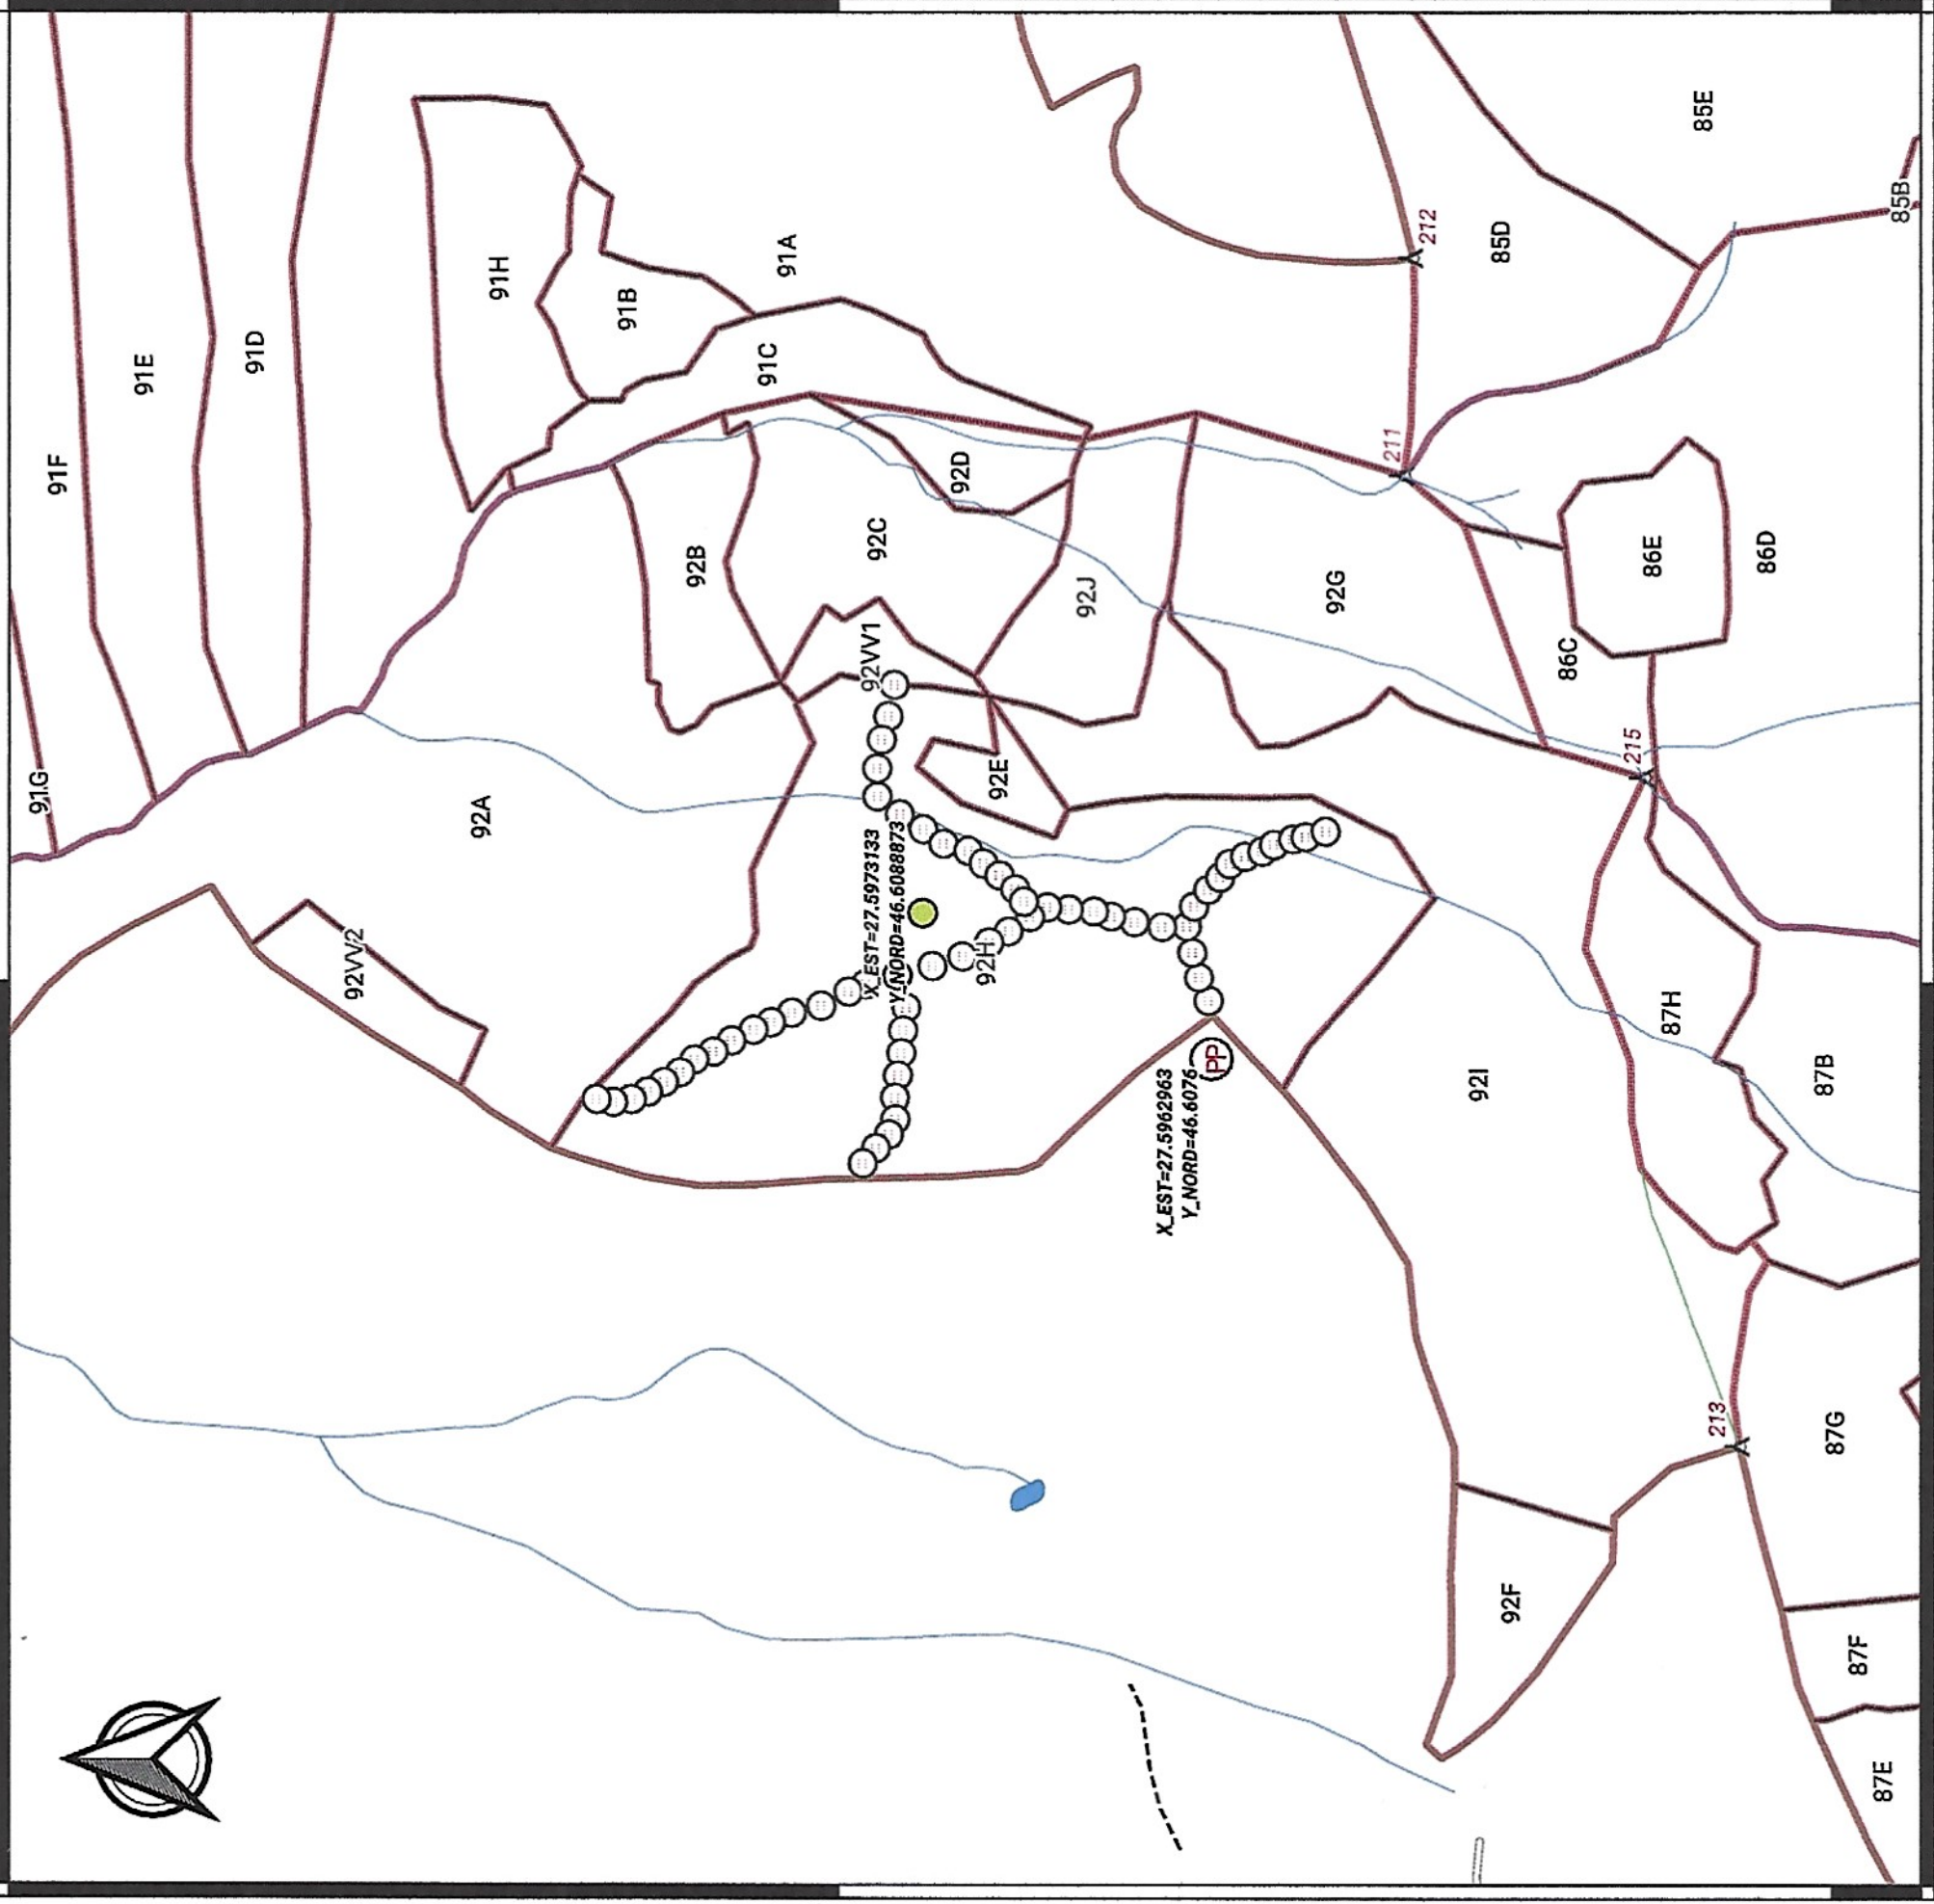 91G
91F
91E
91D
91H
91B
91A
91C
85E
85B
85D
212
211
92A
92B
92C
92D
92J
92G
92VV1
92E
86E
86D
86C
215
92VV2
X_EST=27.5973133
Y_NORD=46.6088873
92H
PP
X_EST=27.5962963
Y_NORD=46.6076
92I
87H
87B
213
87G
92F
87F
87E